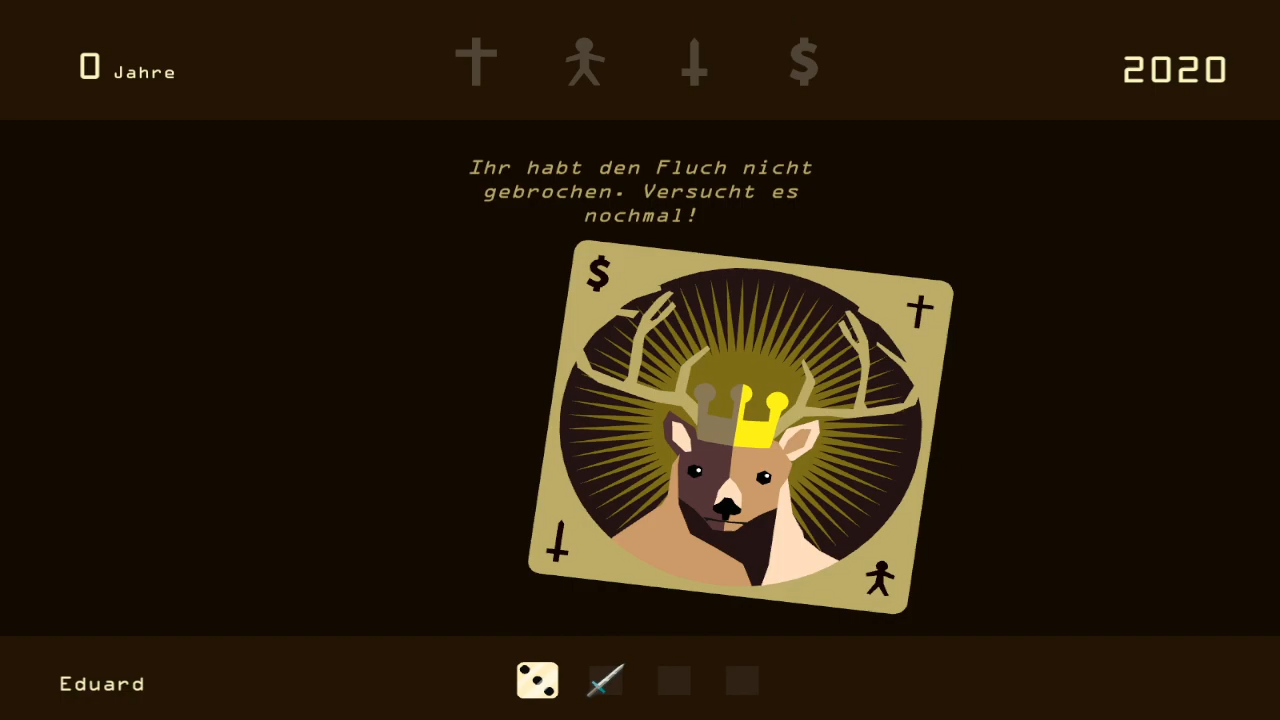 0 Jahre
2020
Ihr habt den Fluch nicht
gebrochen. Versucht es
nochmal!
$
$
Eduard